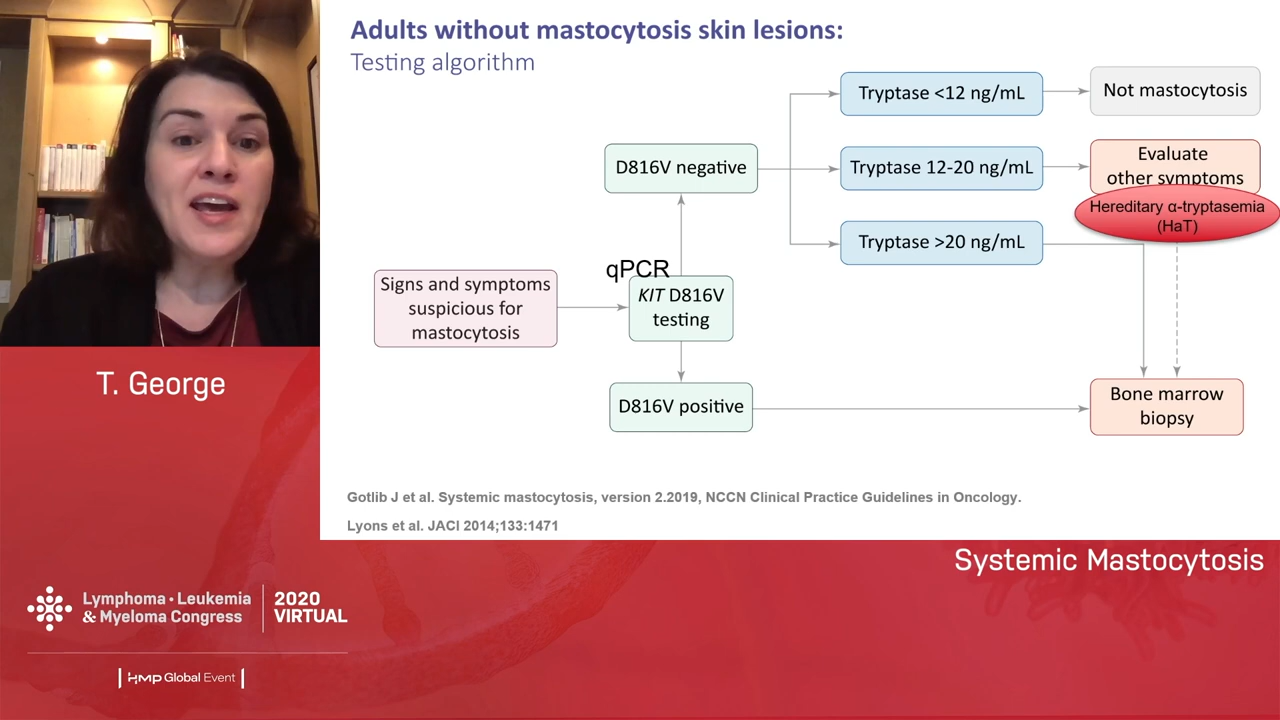 Adults without mastocytosis skin lesions:
Testing algorithm
Tryptase <12 ng/mL
Not mastocytosis
D816V negative
Tryptase 12-20 ng/mL
Evaluate
other symptoms
Hereditary α-tryptasemia
(HaT)
Tryptase >20 ng/mL
qPCR
Signs and symptoms
suspicious for
mastocytosis
KIT D816V
testing
D816V positive
Bone marrow
biopsy
Gotlib J et al. Systemic mastocytosis, version 2.2019, NCCN Clinical Practice Guidelines in Oncology.
Lyons et al. JACI 2014;133:1471
T. George
Systemic Mastocytosis
Lymphoma • Leukemia
& Myeloma Congress
2020
VIRTUAL
HMP Global Event